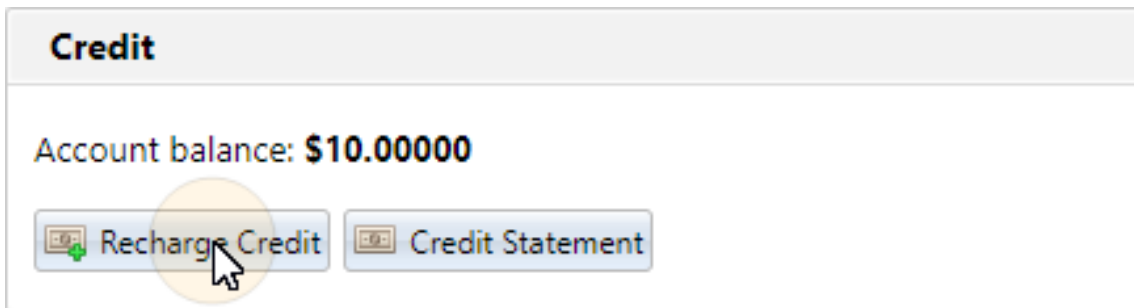 Credit
Account balance: $10.00000
Recharge Credit Credit Statement